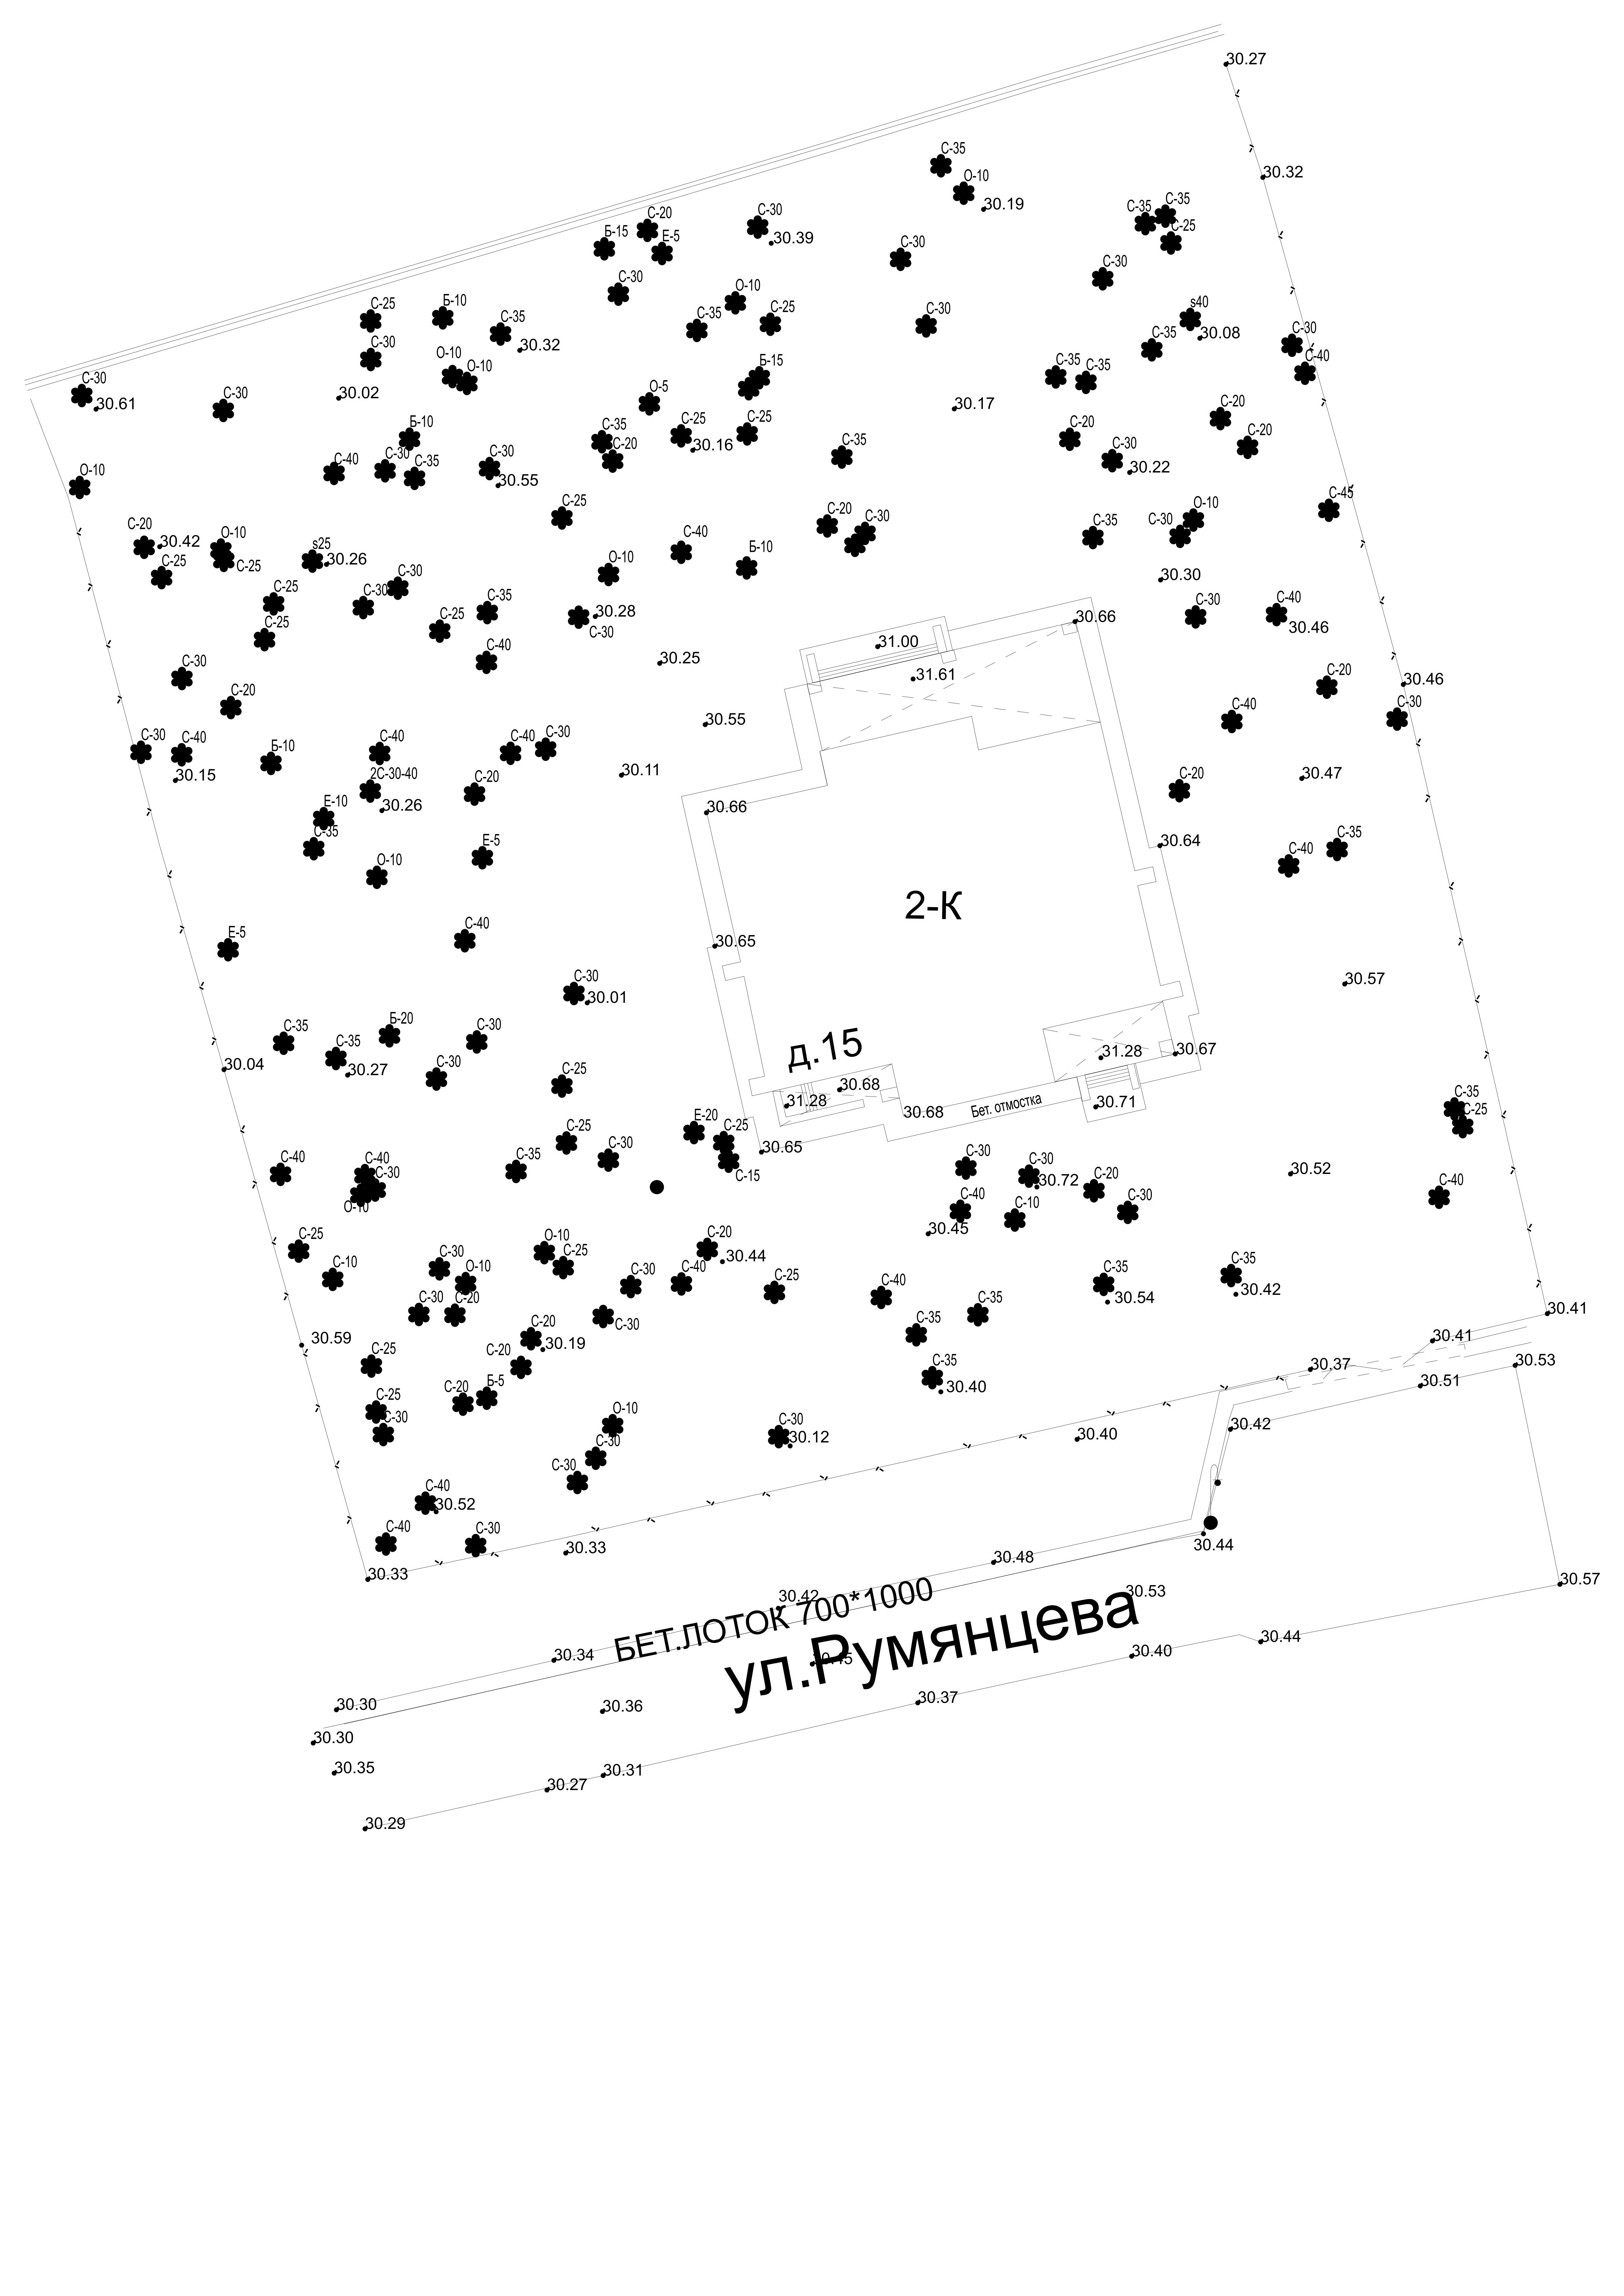 30.27
30.32
С-35
О-10
30.19
С-35
С-35
С-25
С-20
С-30
30.39
Б-15
Е-5
С-30
С-30
С-30
О-10
s40
С-25
Б-10
С-35
С-35
С-25
С-30
30.08
30.32
С-35
С-30
С-30
О-10
О-10
Б-15
С-35
С-35
С-40
С-30
30.61
С-30
30.02
О-5
30.17
С-20
Б-10
С-35
С-25
С-25
30.16
С-20
С-30
С-20
30.22
С-35
С-40
С-30
С-35
С-30
30.55
О-10
С-45
С-25
С-20
С-30
О-10
С-30
С-35
С-20
30.42
О-10
С-25
С-25
s25
30.26
С-40
Б-10
О-10
30.30
С-25
С-30
С-30
С-35
30.28
С-30
С-30
С-40
30.46
С-25
С-25
С-40
30.66
31.00
30.25
31.61
С-30
С-20
30.46
С-20
С-30
С-40
30.55
С-30
С-40
30.15
Б-10
С-40
С-40
С-30
30.11
2С-30-40
30.26
С-20
С-20
30.47
Е-10
С-35
30.66
30.64
Е-5
О-10
С-40
С-35
2-К
Е-5
С-40
30.65
С-30
30.01
30.57
С-35
С-35
30.27
Б-20
С-30
С-30
д.15
30.04
С-25
30.68
31.28
31.28
30.67
30.68
Бет. отмостка
30.71
С-35
С-25
Е-20
С-25
С-15
30.65
С-25
С-30
С-35
С-40
С-40
С-30
О-10
С-30
С-30
30.72
С-20
С-30
30.52
С-40
С-40
С-10
30.45
С-25
С-10
С-30
О-10
О-10
С-25
С-20
30.44
С-30
С-40
С-25
С-40
С-35
30.54
С-35
30.42
С-30
С-20
С-30
С-35
С-35
30.41
30.59
С-20
30.19
С-20
С-25
С-35
30.40
30.41
30.37
30.53
30.51
С-25
С-30
С-20
Б-5
О-10
С-30
С-30
С-30
30.12
30.40
30.42
С-40
30.52
С-40
С-30
30.33
30.33
30.48
30.44
30.42
30.53
30.57
БЕТ.ЛОТОК 700*1000
ул.Румянцева
30.34
30.40
30.44
30.30
30.36
30.37
30.30
30.35
30.31
30.27
30.29